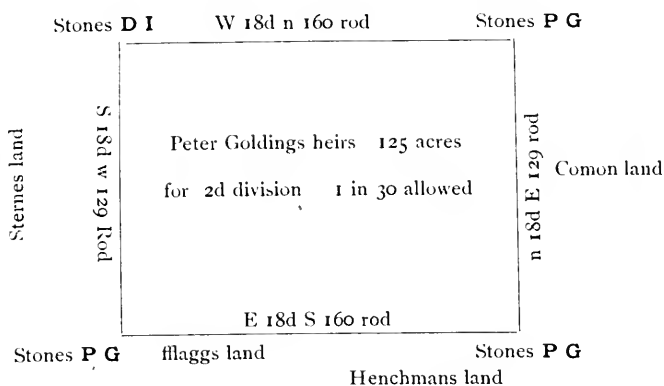 Stones D I W 18d n 160 rod Stones P G
Sternes land
S 18d w 129 Rod
Peter Goldings heirs 125 acres
for 2d division 1 in 30 allowed
n 18d E 129 rod
Comon land
E 18d S 160 rod
Stones P G fflaggs land Stones P G
Henchmans land